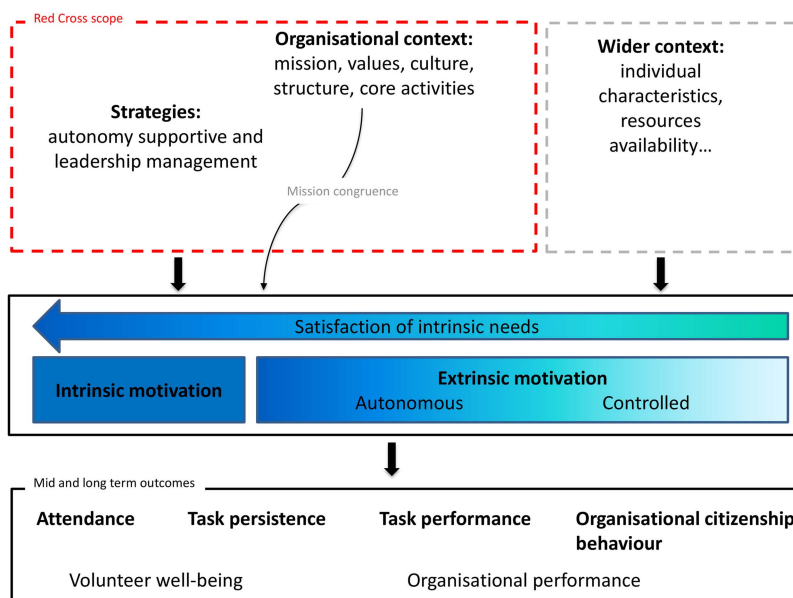 Red Cross scope
Organisational context:
mission, values, culture,
structure, core activities
Strategies:
autonomy supportive and
leadership management
Mission congruence
Wider context:
individual
characteristics,
resources
availability…
Satisfaction of intrinsic needs
Intrinsic motivation
Extrinsic motivation
Autonomous Controlled
Mid and long term outcomes
Attendance
Task persistence
Task performance
Organisational citizenship
behaviour
Volunteer well-being
Organisational performance